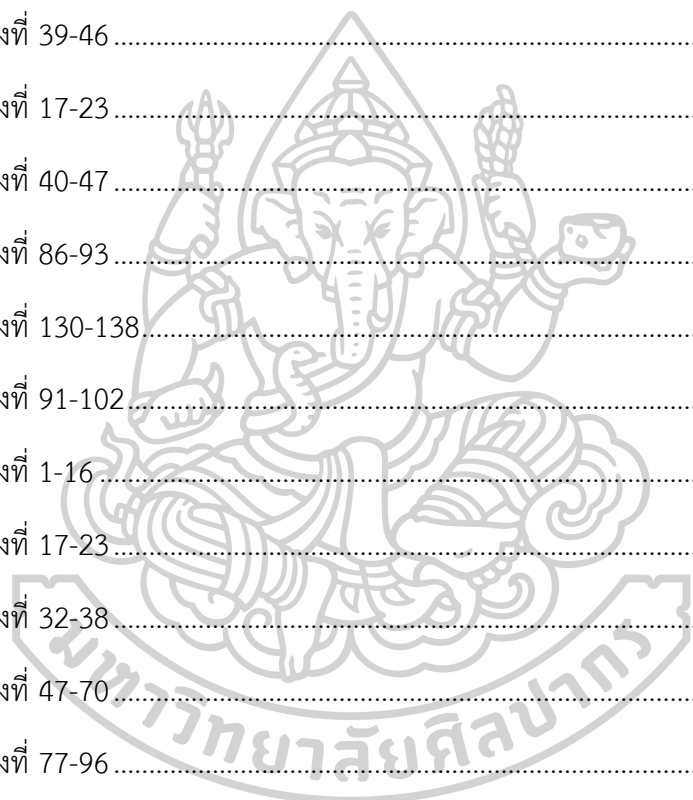 งที่ 39-46
งที่ 17-23
งที่ 40-47
งที่ 86-93
งที่ 130-138
งที่ 91-102
งที่ 1-16
งที่ 17-23
งที่ 32-38
งที่ 47-70
งที่ 77-96
มหาวิทยาลัยศิลปากร